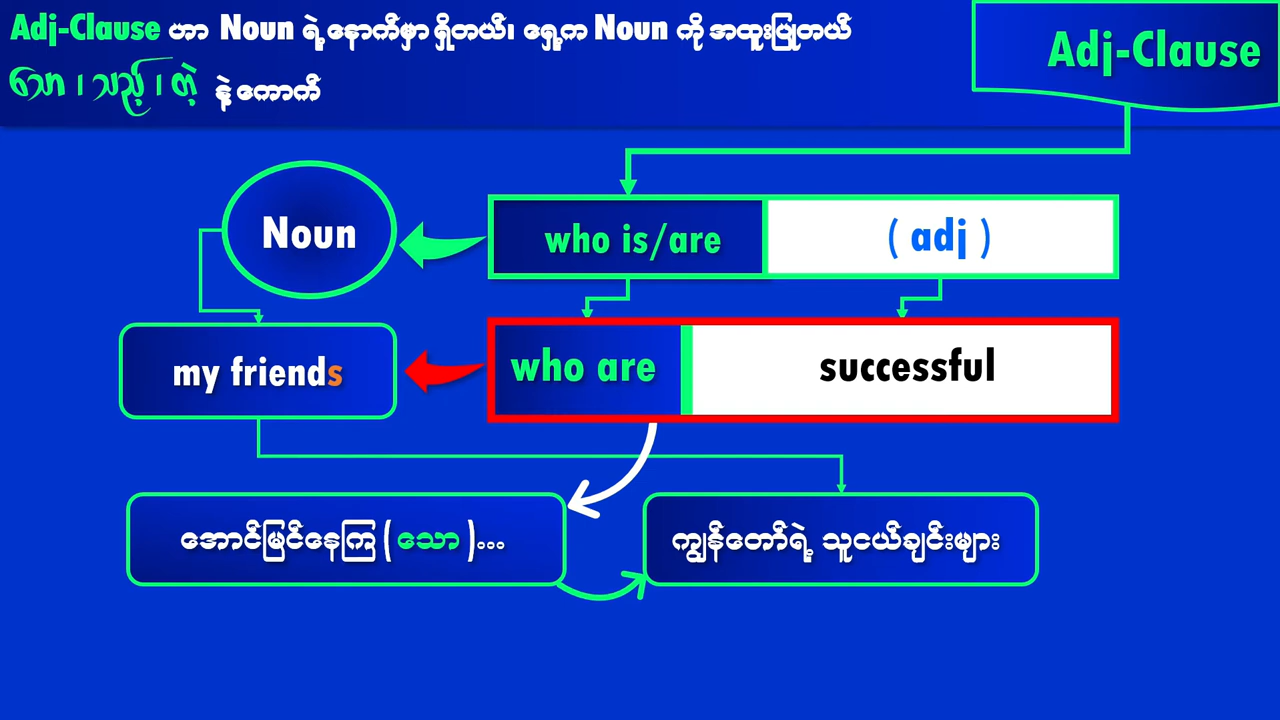 Adj-Clause ဟာ Noun ရဲ့ နောက်မှာ ရှိတယ်၊ ရှေ့က Noun ကို အထူးပြုတယ်
သော ၊ သည့် ၊ တဲ့ နဲ့ ကောက်
Adj-Clause
Noun
who is/are
( adj )
my friends
who are
successful
အောင်မြင်နေကြ ( သော )...
ကျွန်တော်ရဲ့ သူငယ်ချင်းများ